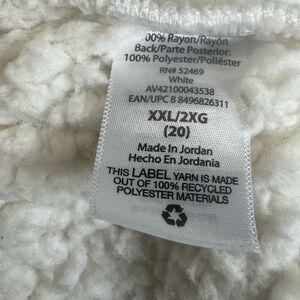 00% Rayon/Rayón
Back/Parte Posterior:
100% Polyester/Poliéster
RN# 52469
White
AV42100043538
EAN/UPC 8 8496826311
XXL/2XG
(20)
Made In Jordan
Hecho En Jordania
THIS LABEL YARN IS MADE
OUT OF 100% RECYCLED
POLYESTER MATERIALS